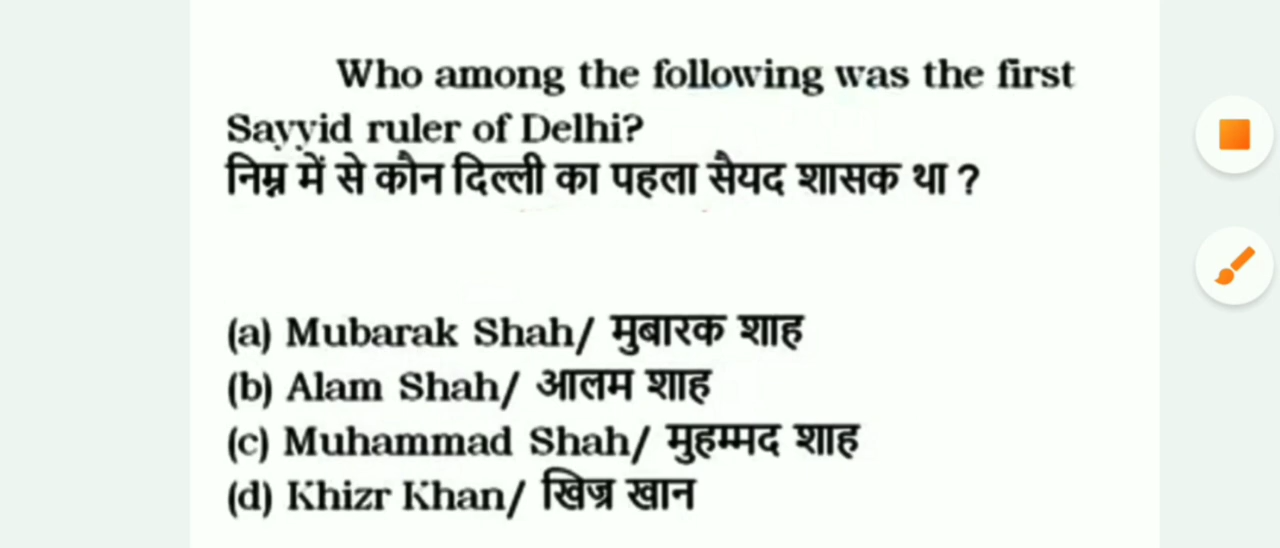 Who among the following was the first
Sayyid ruler of Delhi?
निम्न में से कौन दिल्ली का पहला सैयद शासक था ?
(a) Mubarak Shah/ मुबारक शाह
(b) Alam Shah/ आलम शाह
(c) Muhammad Shah/ मुहम्मद शाह
(d) Khizr Khan/ खिज्र खान